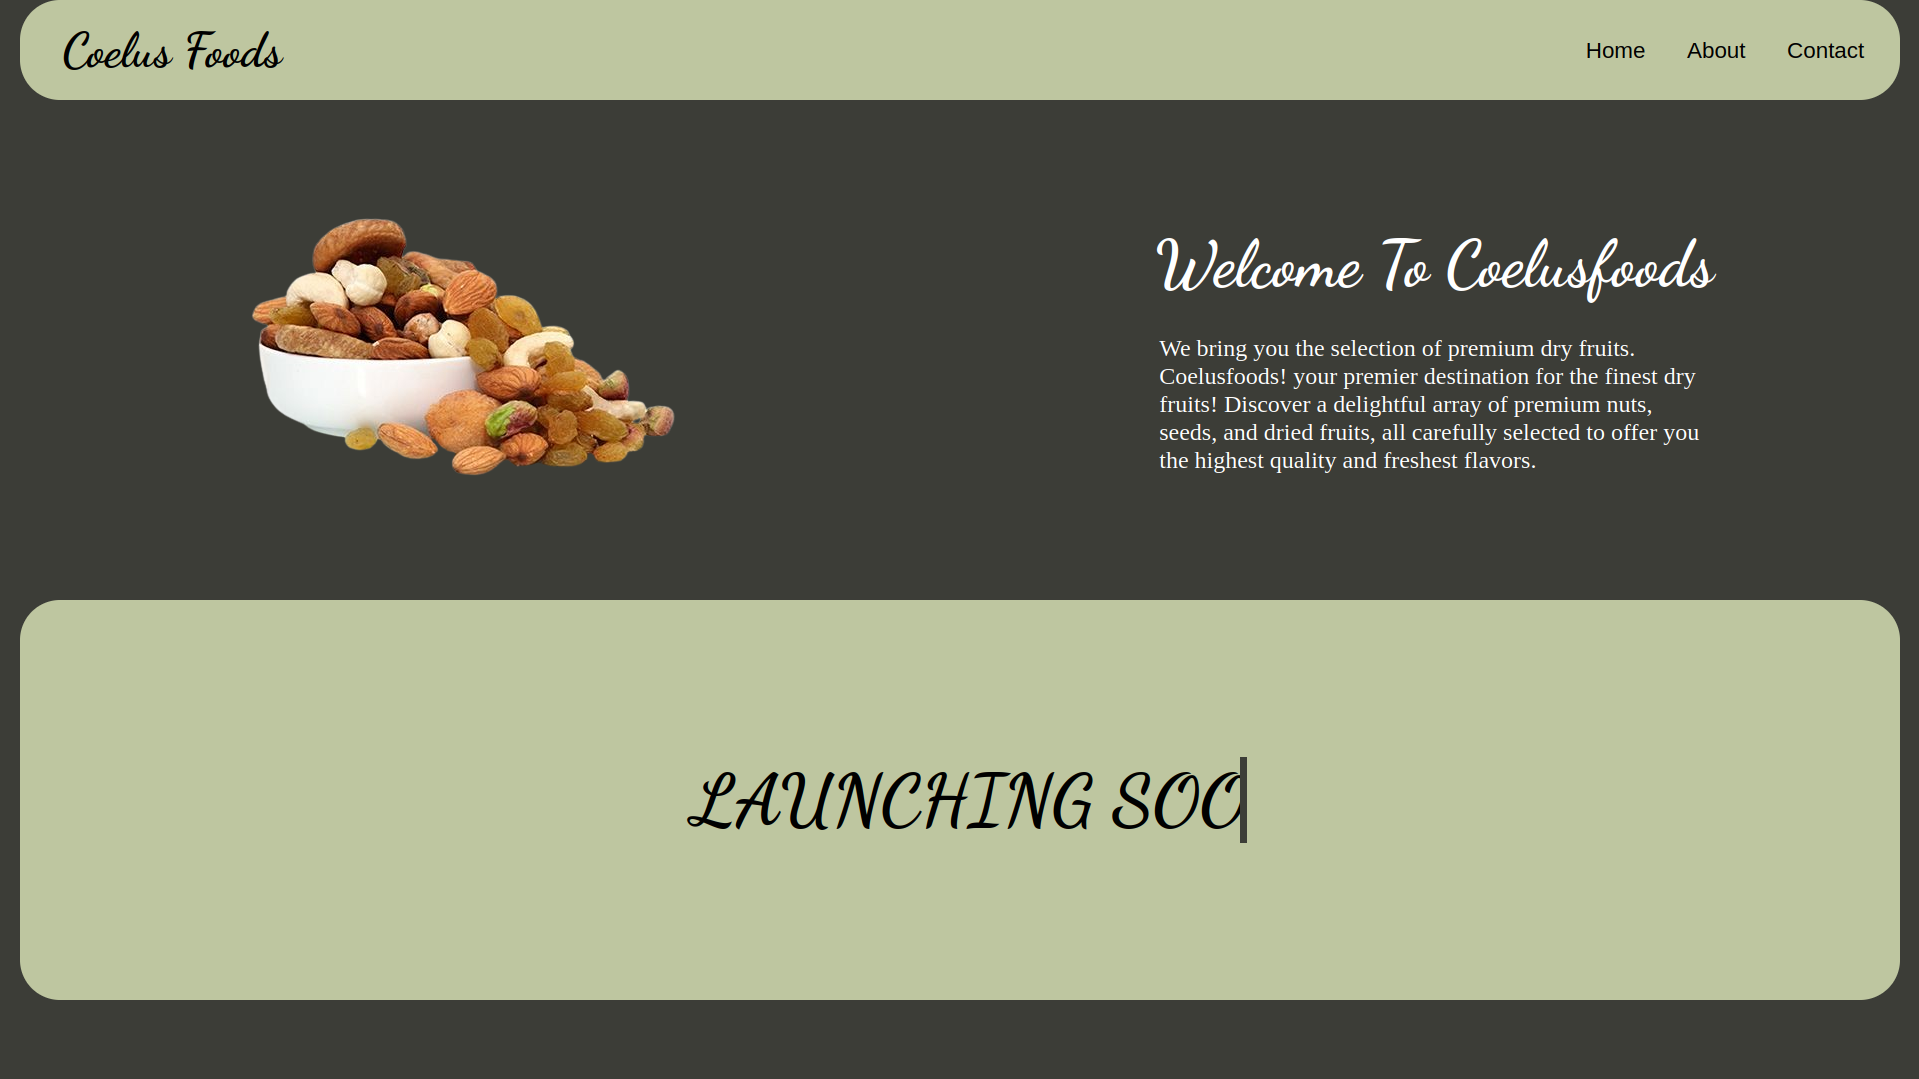 Coelus Foods
Home About Contact
Welcome To Coelusfoods
We bring you the selection of premium dry fruits.
Coelusfoods! your premier destination for the finest dry
fruits! Discover a delightful array of premium nuts,
seeds, and dried fruits, all carefully selected to offer you
the highest quality and freshest flavors.
LAUNCHING SOO